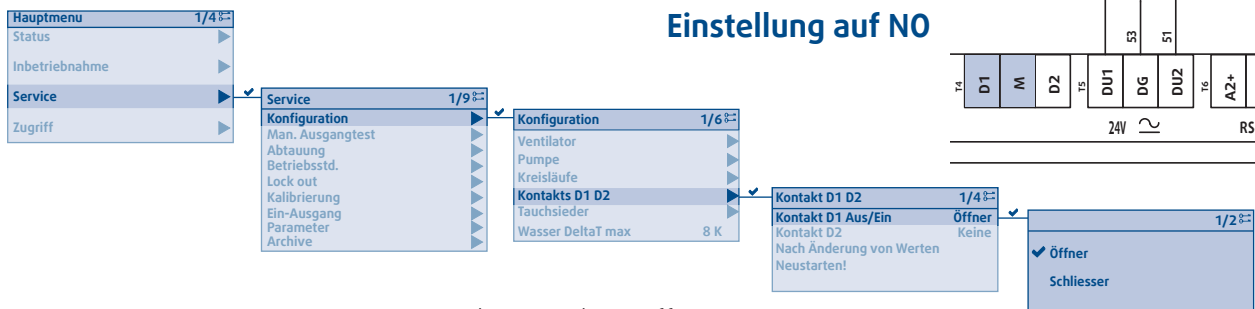 Einstellung auf NO
Hauptmenu 1/4
Status
Inbetriebnahme
Service
Zugriff
Service 1/9
Konfiguration
Man. Ausgangtest
Abtauung
Betriebsstd.
Lock out
Kalibrierung
Ein-Ausgang
Parameter
Archive
Konfiguration 1/6
Ventilator
Pumpe
Kreisläufe
Kontakts D1 D2
Tauchsieder
Wasser DeltaT max 8 K
Kontakt D1 D2 1/4
Kontakt D1 Aus/Ein Öffner
Kontakt D2 Keine
Nach Änderung von Werten
Neustarten!
1/2
Öffner
Schliesser
53 51
T4 D1 M D2 T5 DU1 DG DU2 T6 A2+
24V RS